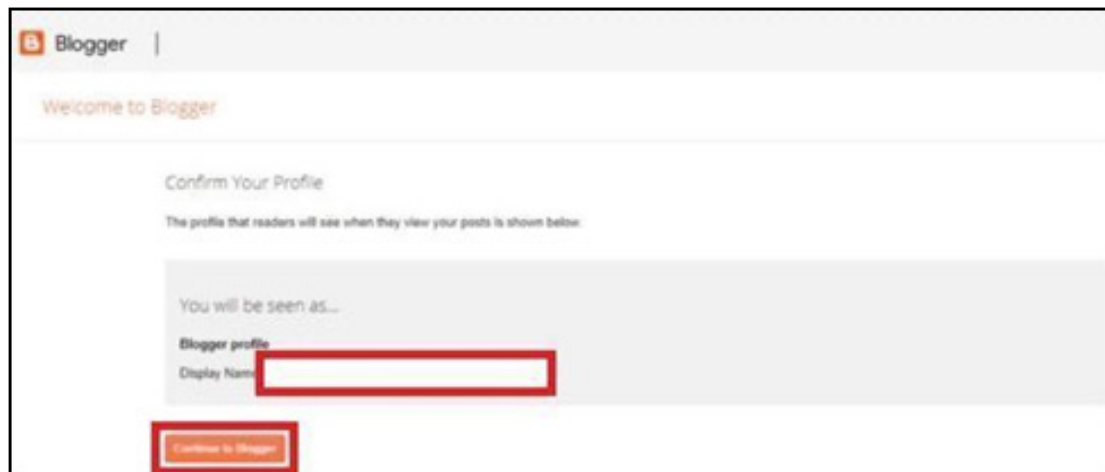 Blogger
Welcome to Blogger
Confirm Your Profile
The profile that readers will see when they view your posts is shown below.
You will be seen as...
Blogger profile
Display Name
Continue to Blogger